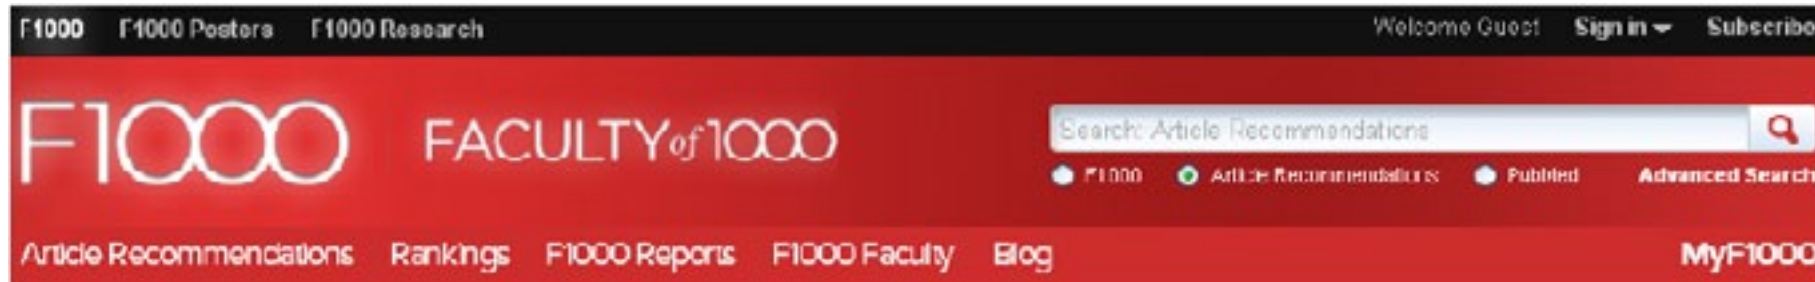 F1000 F1000 Posters F1000 Research Welcome Guest Sign in Subscribe
F1000 FACULTY of 1000
Search: Article Recommendations
F1000 Article Recommendations PubMed Advanced Search
Article Recommendations Rankings F1000 Reports F1000 Faculty Blog MyF1000